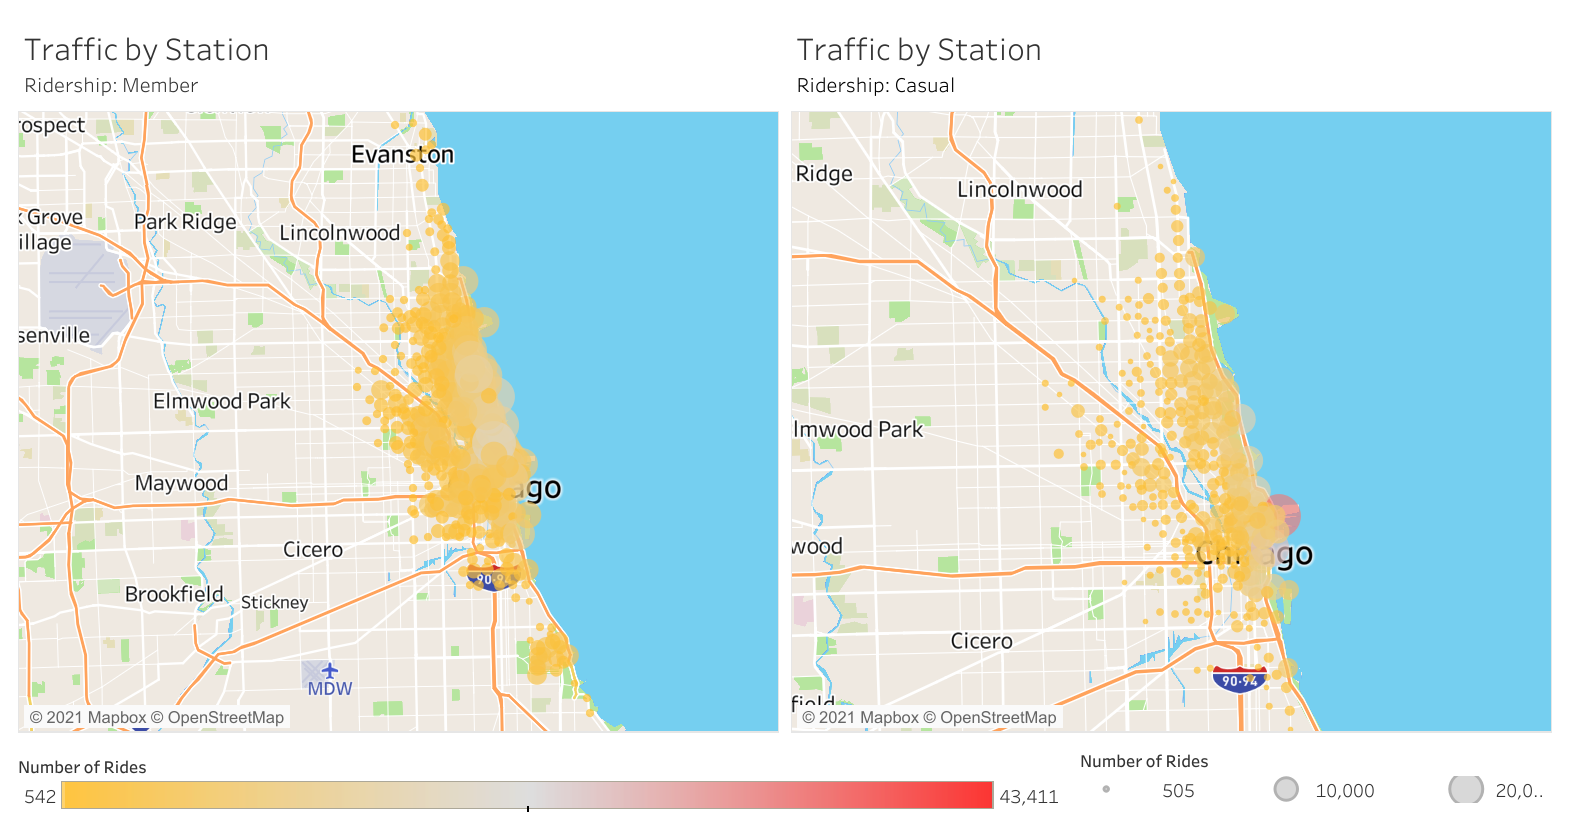 Traffic by Station
Ridership: Member
Traffic by Station
Ridership: Casual
rospect
Evanston
Grove
illage
Park Ridge
Lincolnwood
senville
Elmwood Park
Maywood
ago
Cicero
90-94
Brookfield
Stickney
MDW
© 2021 Mapbox © OpenStreetMap
Ridge
Lincolnwood
lmwood Park
wood
Chi ago
Cicero
90-94
field
© 2021 Mapbox © OpenStreetMap
Number of Rides
542
43,411
Number of Rides
505
10,000
20,0..